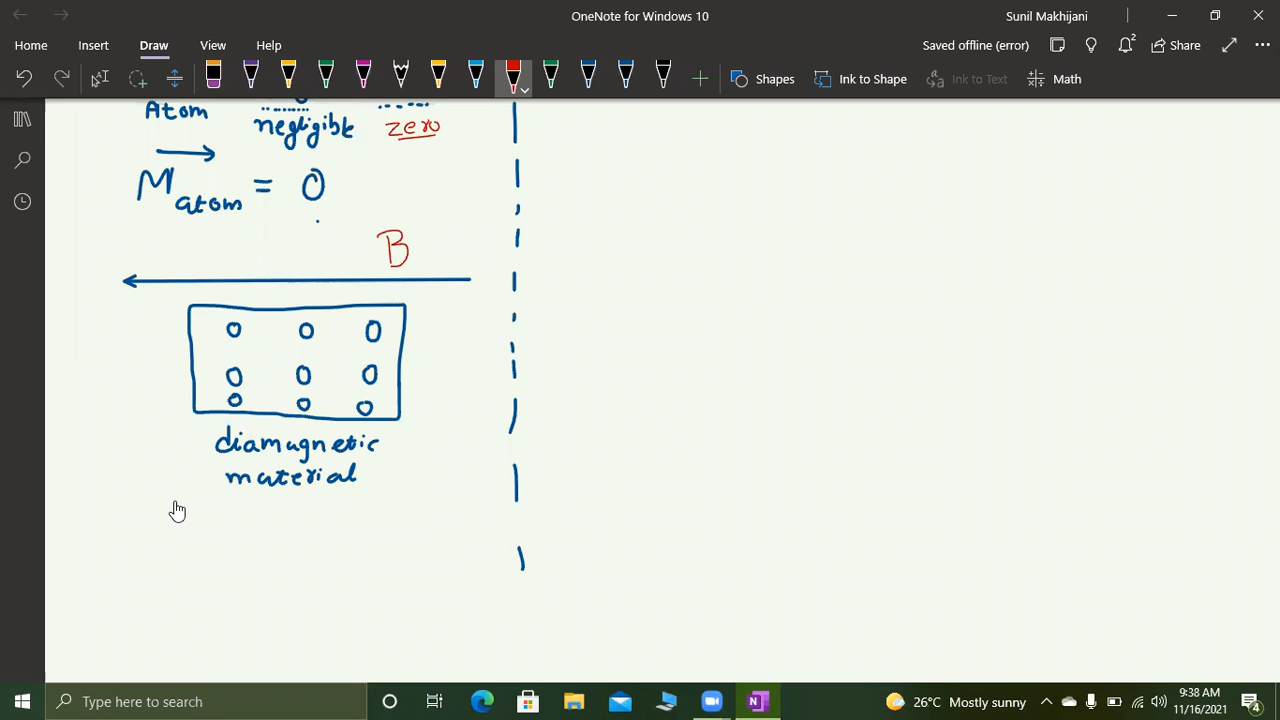 OneNote for Windows 10
Sunil Makhijani
Home Insert Draw View Help
Saved offline (error)
Share
Shapes
Ink to Shape
Ink to Text
Math
Atom
negligible
zero
M atom = 0
B
diamagnetic
material
Type here to search
26°C Mostly sunny
9:38 AM
11/16/2021
4